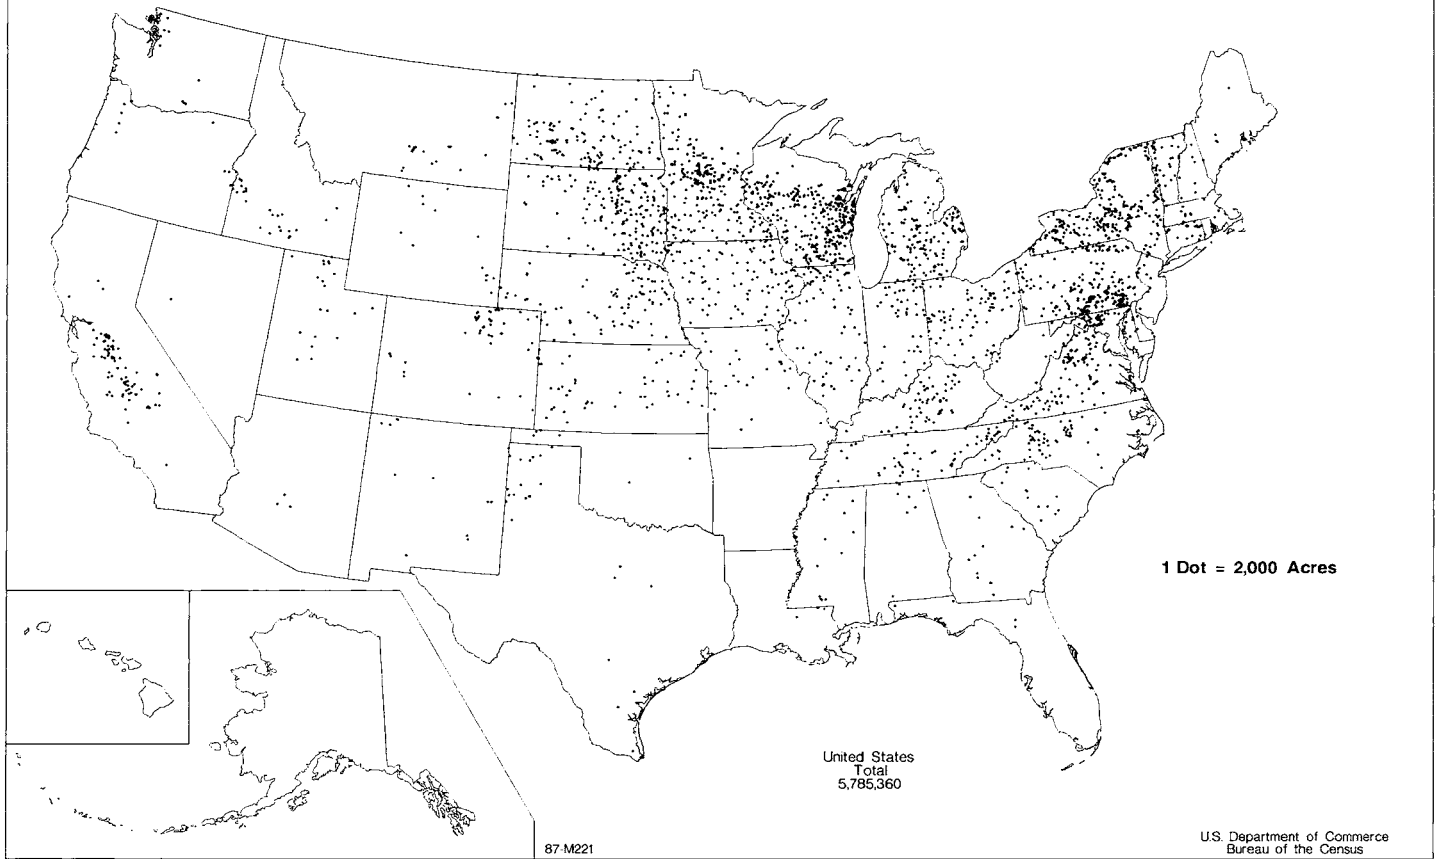 1 Dot = 2,000 Acres
United States
Total
5,785,360
87-M221
U.S. Department of Commerce
Bureau of the Census